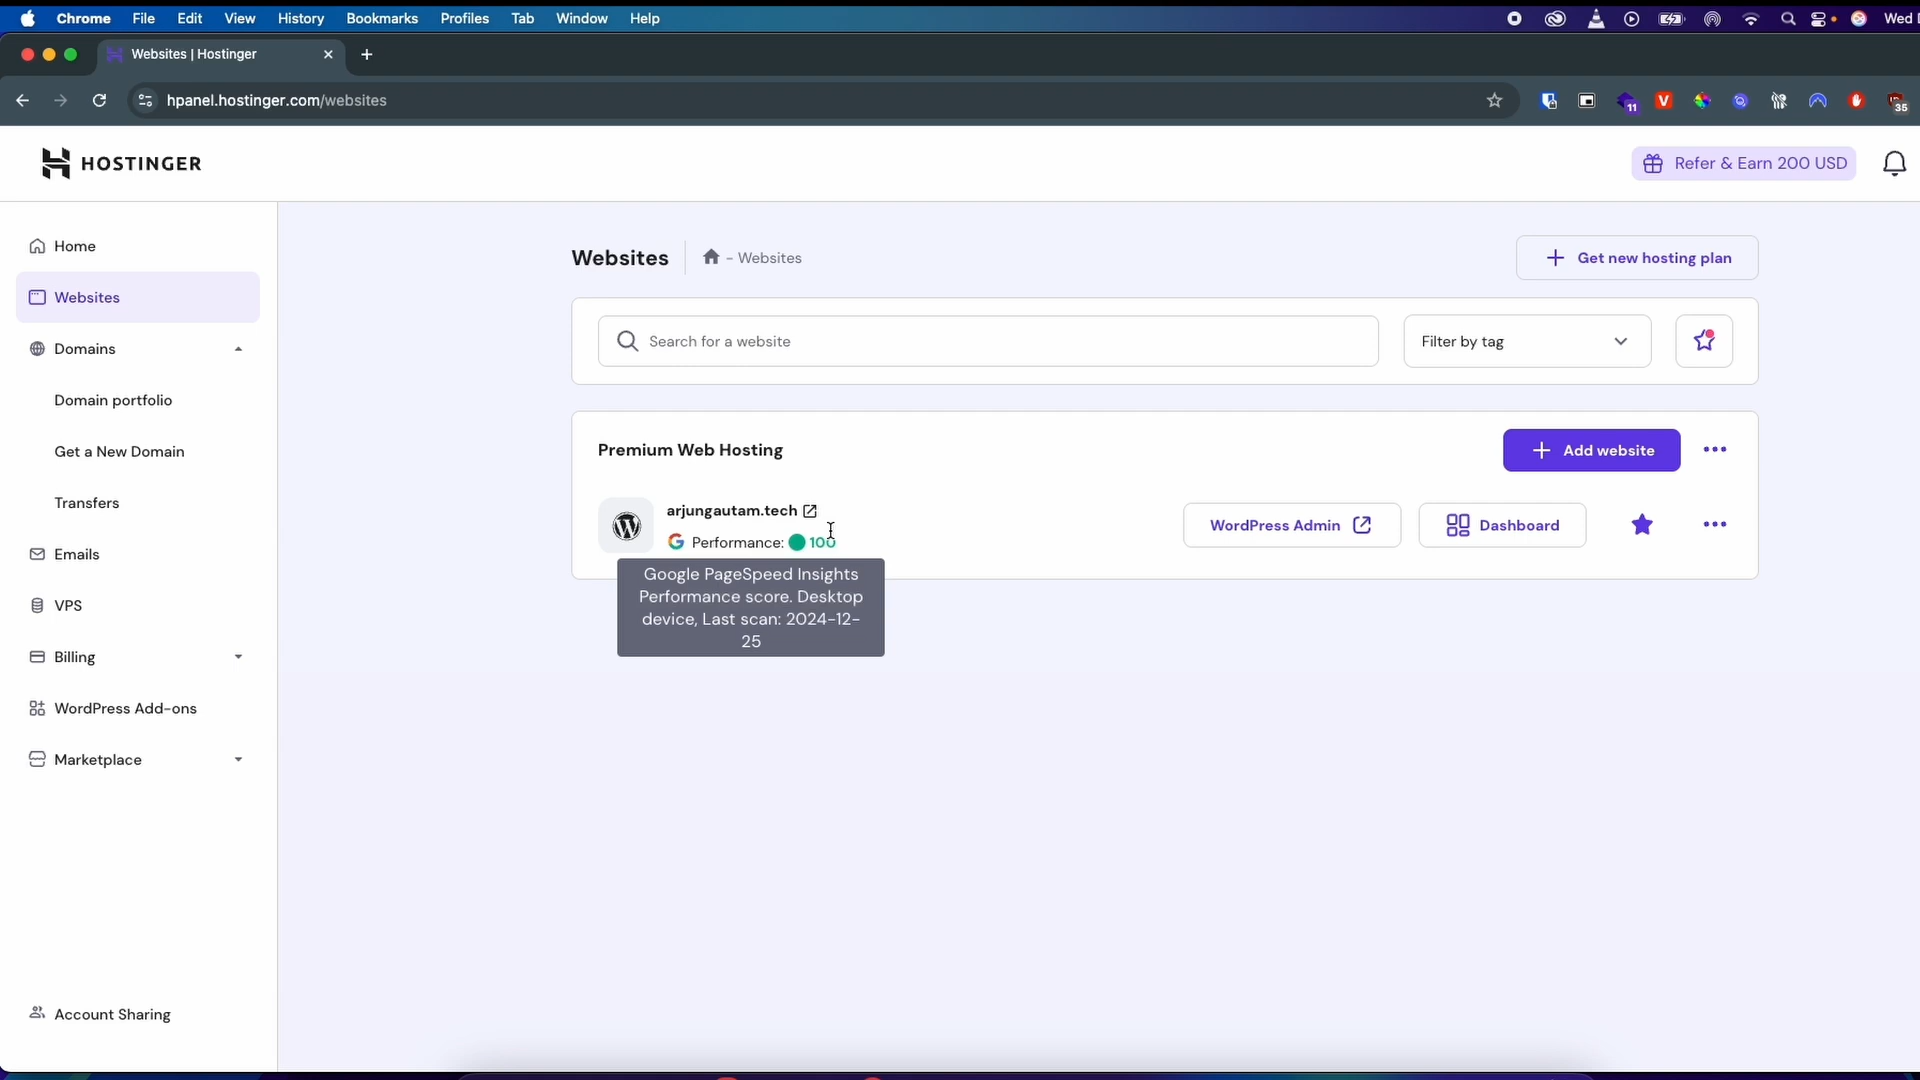 Chrome File Edit View History Bookmarks Profiles Tab Window Help Wed
Websites | Hostinger
hpanel.hostinger.com/websites
11
V
35
HOSTINGER
Refer & Earn 200 USD
Home
Websites
Domains
Domain portfolio
Get a New Domain
Transfers
Emails
VPS
Billing
WordPress Add-ons
Marketplace
Account Sharing
Websites
- Websites
Get new hosting plan
Search for a website
Filter by tag
Premium Web Hosting
Add website
arjungautam.tech
Performance: 100
WordPress Admin
Dashboard
Google PageSpeed Insights
Performance score. Desktop
device, Last scan: 2024-12-
25